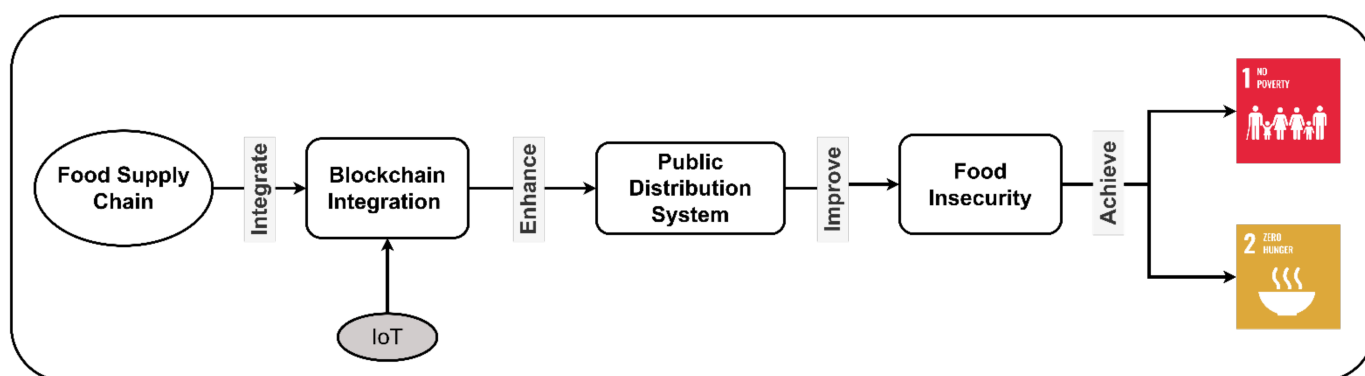 Food Supply
Chain
Integrate
Blockchain
Integration
IoT
Enhance
Public
Distribution
System
Improve
Food
Insecurity
Achieve
1 NO
POVERTY
2 ZERO
HUNGER